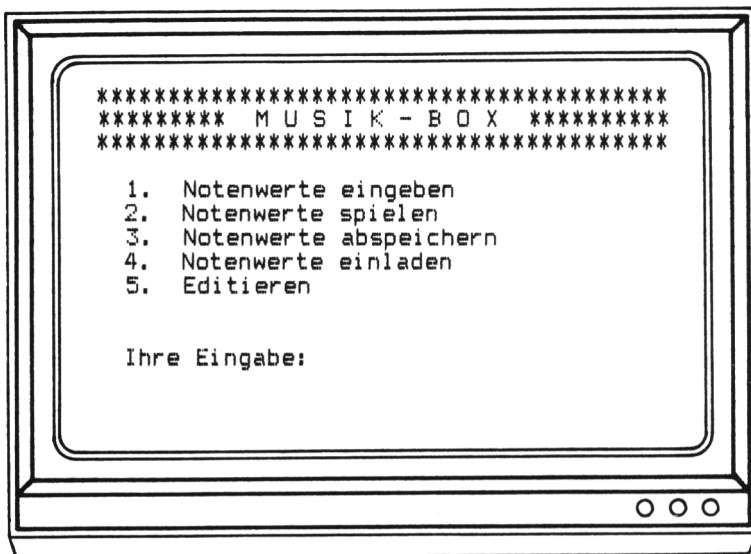 ****************************************
********* M U S I K - B O X **********
****************************************
1. Notenwerte eingeben
2. Notenwerte spielen
3. Notenwerte abspeichern
4. Notenwerte einladen
5. Editieren
Ihre Eingabe: